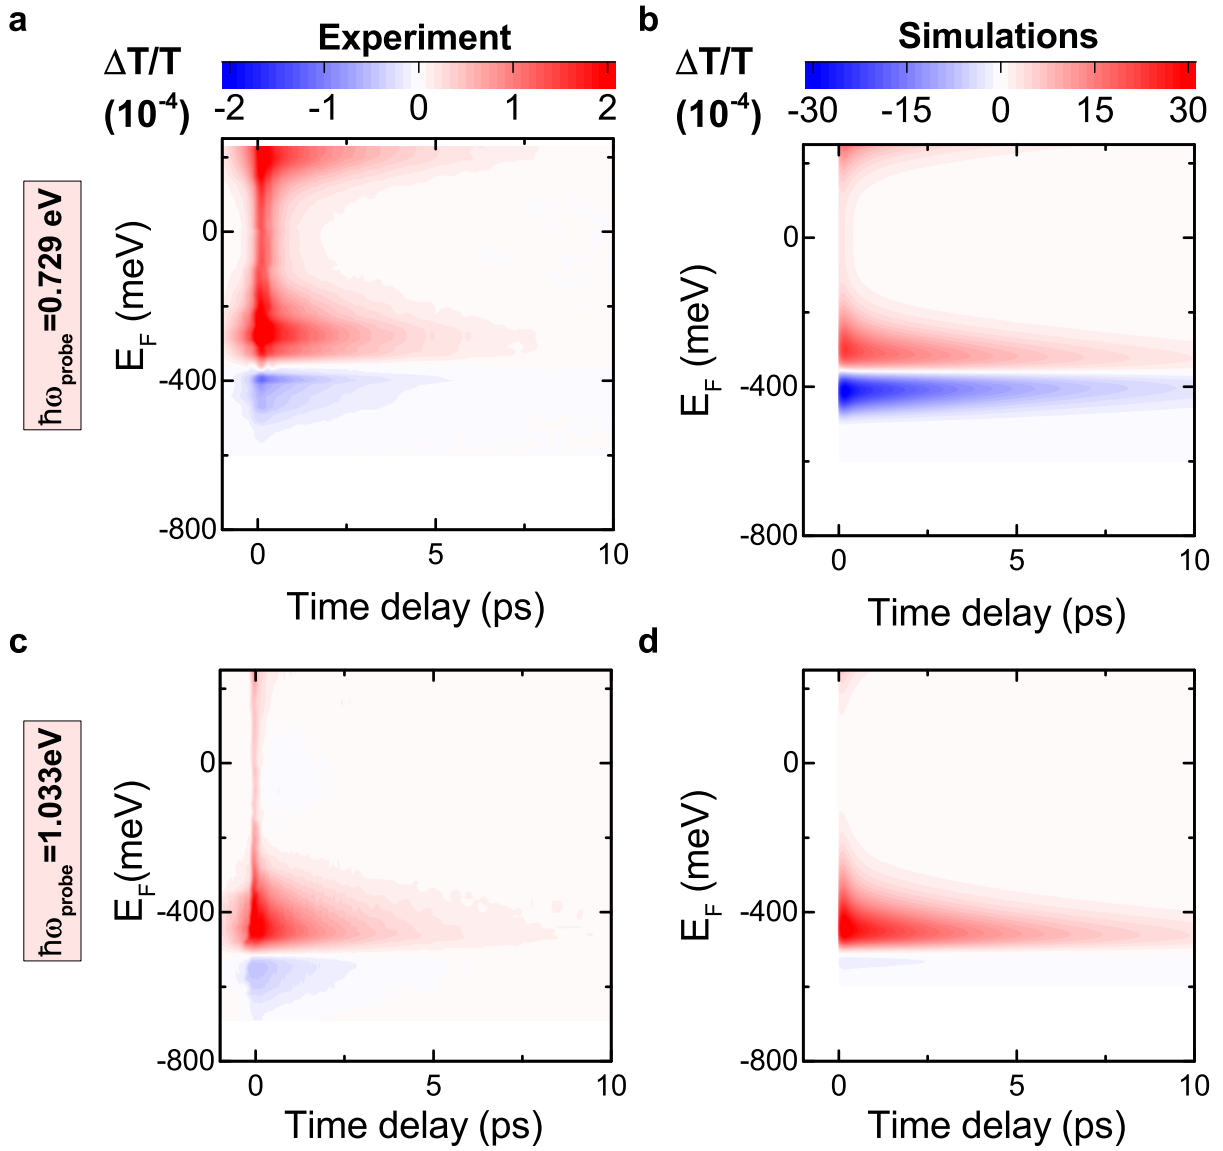 a
Experiment
ΔT/T
(10⁻⁴)
-2 -1 0 1 2
ħω_probe=0.729 eV
E_F (meV)
0
-400
-800
0 5 10
Time delay (ps)
b
Simulations
ΔT/T
(10⁻⁴)
-30 -15 0 15 30
E_F (meV)
0
-400
-800
0 5 10
Time delay (ps)
c
ħω_probe=1.033eV
E_F(meV)
0
-400
-800
0 5 10
Time delay (ps)
d
E_F (meV)
0
-400
-800
0 5 10
Time delay (ps)